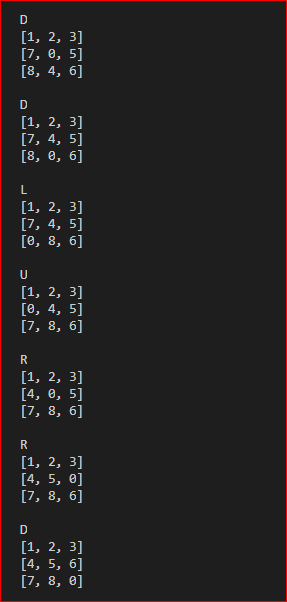 D
[1, 2, 3]
[7, 0, 5]
[8, 4, 6]
D
[1, 2, 3]
[7, 4, 5]
[8, 0, 6]
L
[1, 2, 3]
[7, 4, 5]
[0, 8, 6]
U
[1, 2, 3]
[0, 4, 5]
[7, 8, 6]
R
[1, 2, 3]
[4, 0, 5]
[7, 8, 6]
R
[1, 2, 3]
[4, 5, 0]
[7, 8, 6]
D
[1, 2, 3]
[4, 5, 6]
[7, 8, 0]